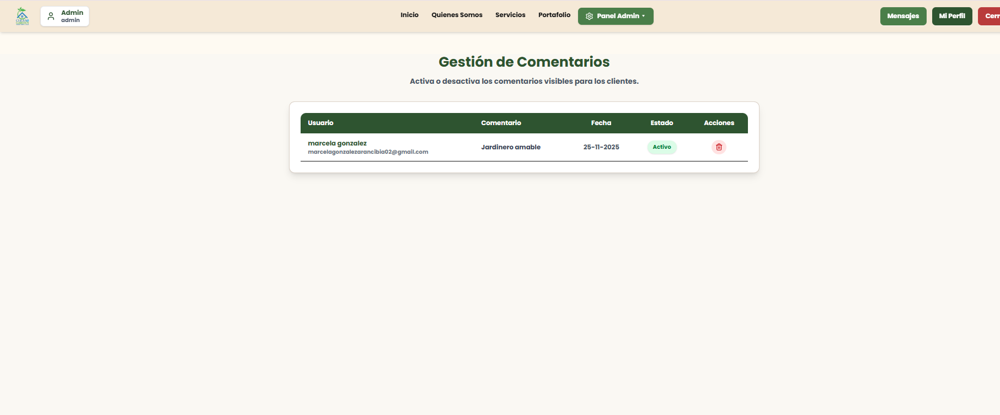 CLEAN&
GARDEN
Admin
admin
Inicio
Quienes Somos
Servicios
Portafolio
Panel Admin
Mensajes
Mi Perfil
Cerr
Gestión de Comentarios
Activa o desactiva los comentarios visibles para los clientes.
Usuario Comentario Fecha Estado Acciones
marcela gonzalez
marcelagonzalezarancibia02@gmail.com
Jardinero amable
25-11-2025
Activo